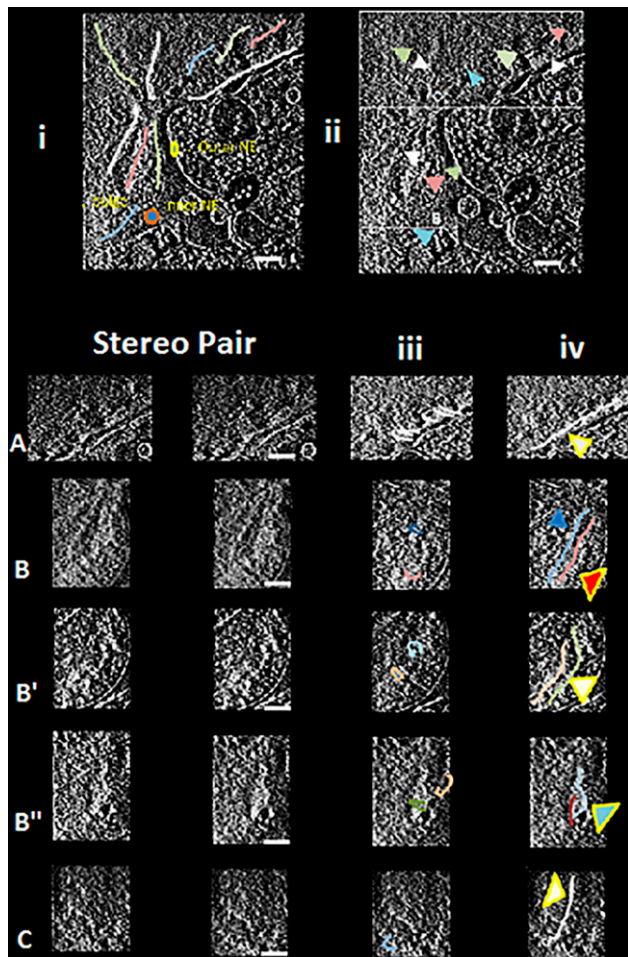 i
ii
. Outer NE
nner NE
B
Stereo Pair iii iv
A
B
B'
B"
C